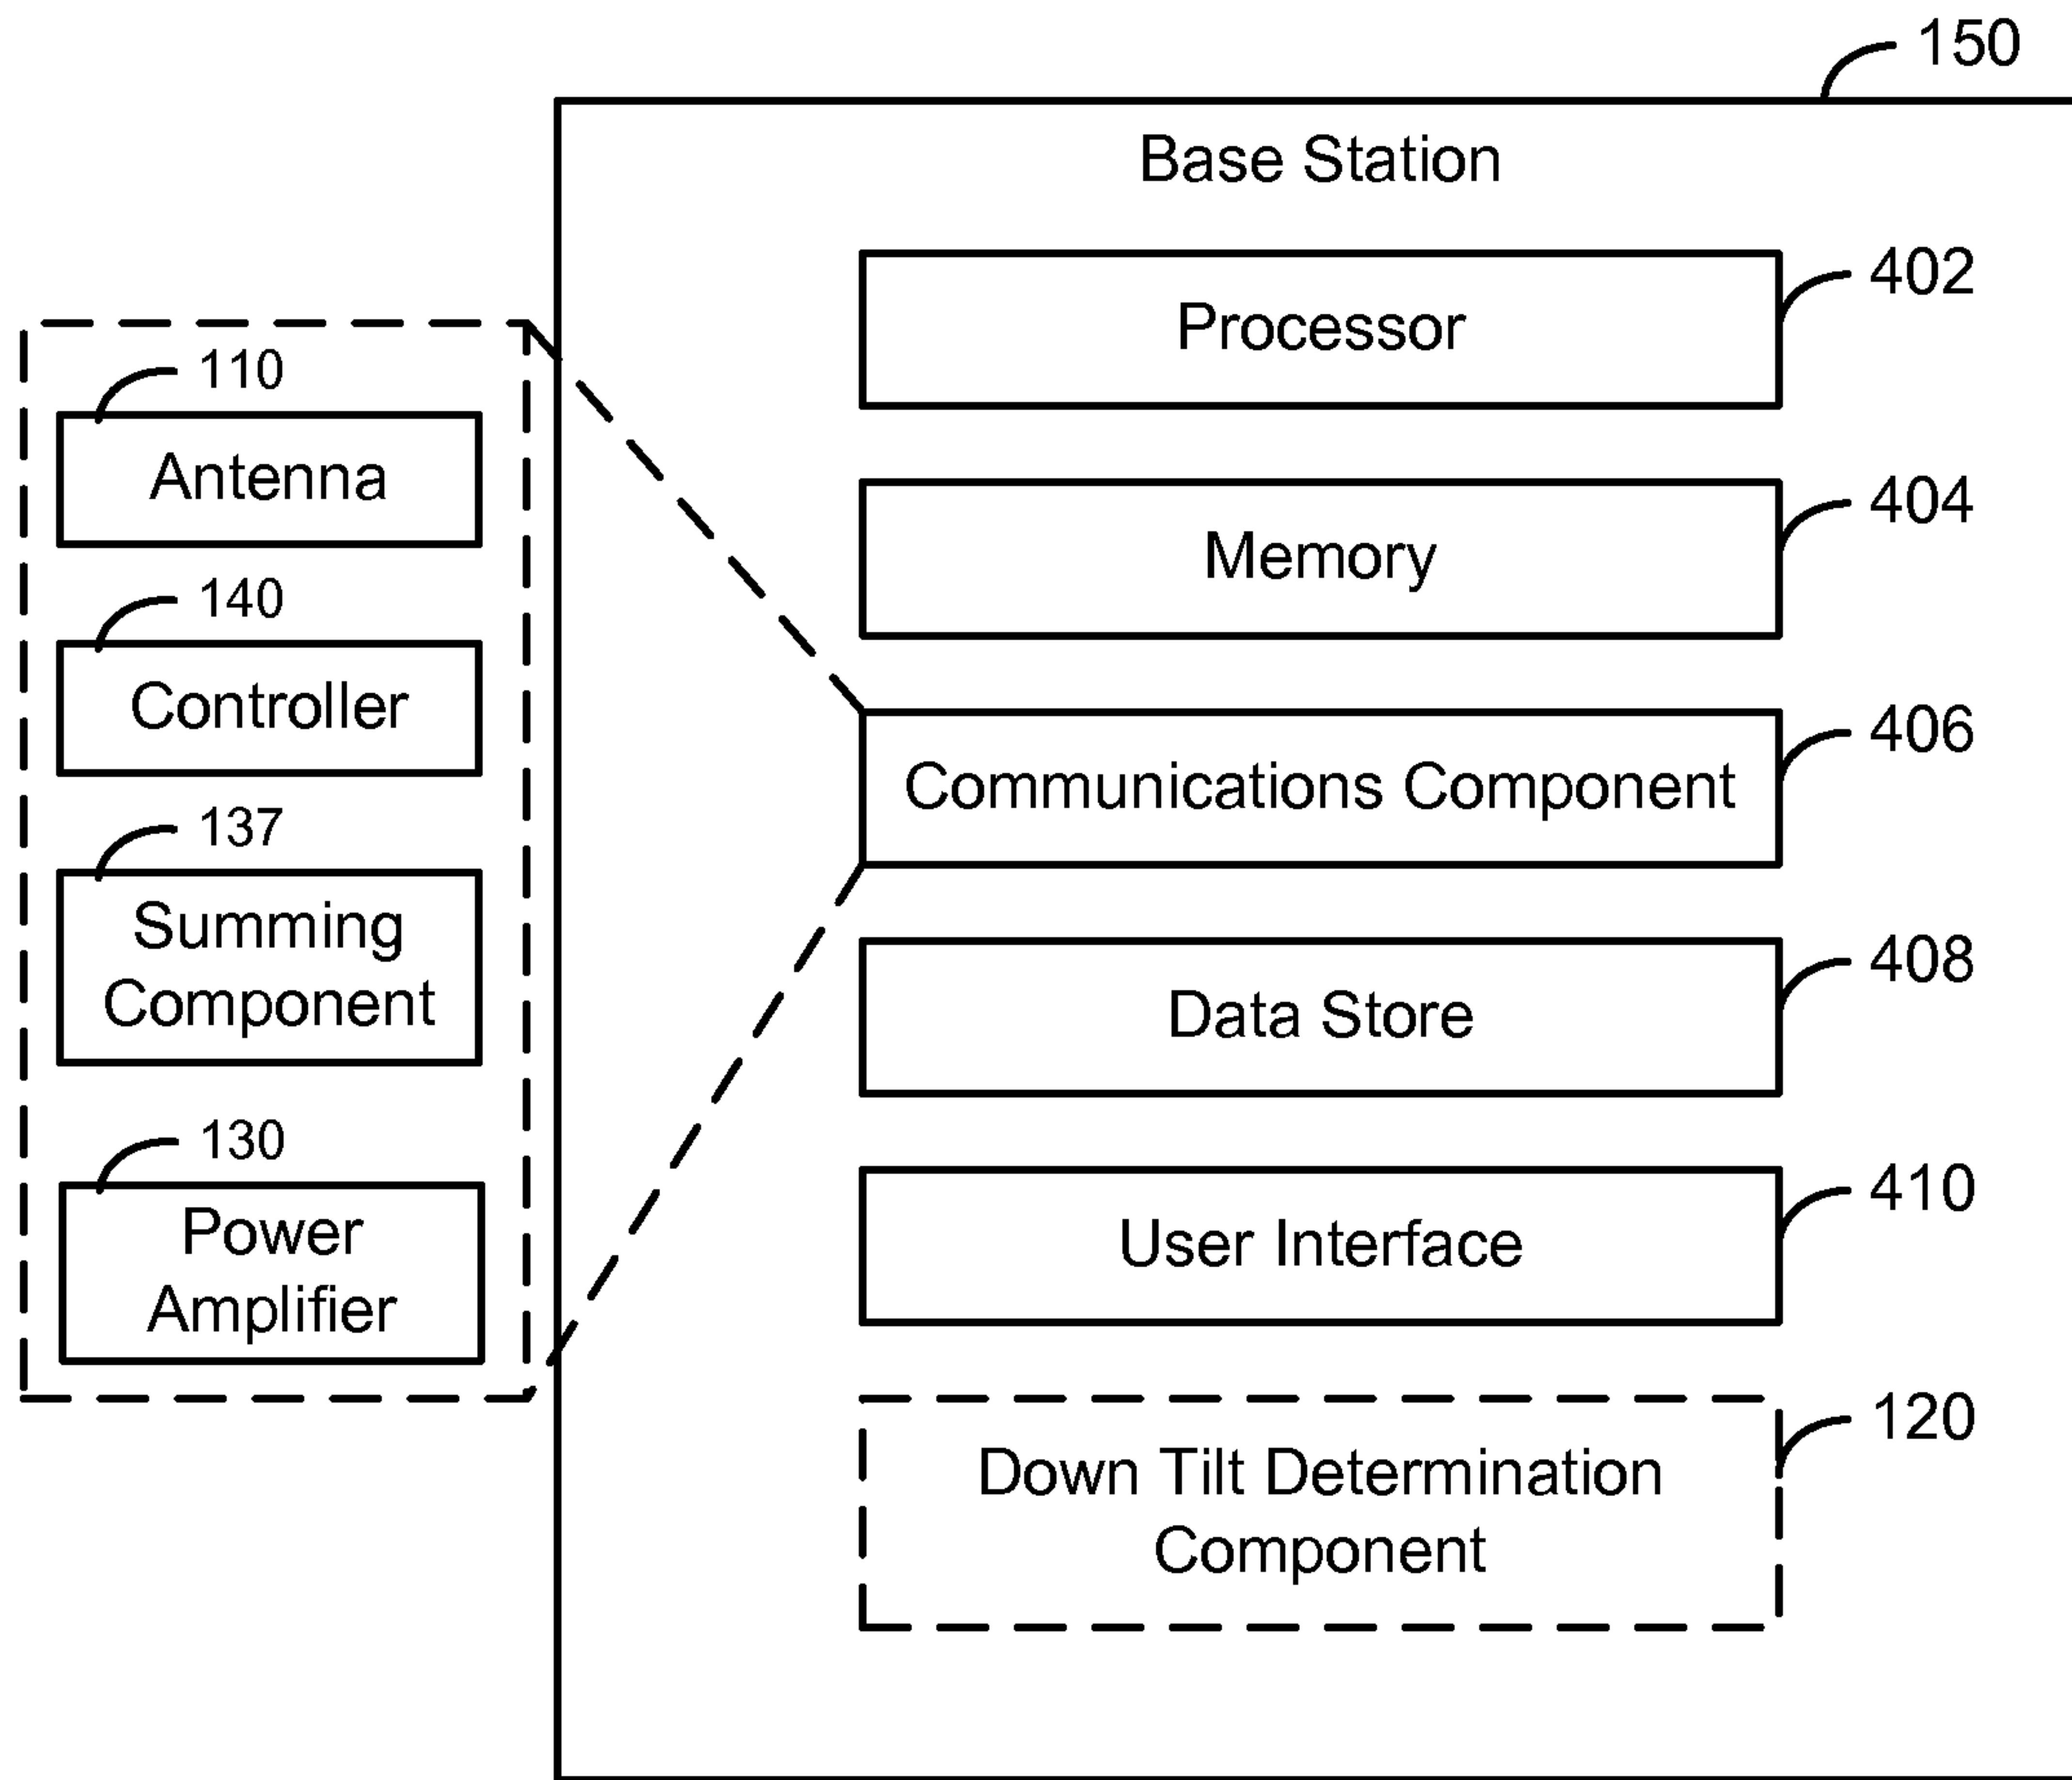 150
Base Station
402
Processor
404
Memory
406
Communications Component
408
Data Store
410
User Interface
120
Down Tilt Determination
Component
110
Antenna
140
Controller
137
Summing
Component
130
Power
Amplifier